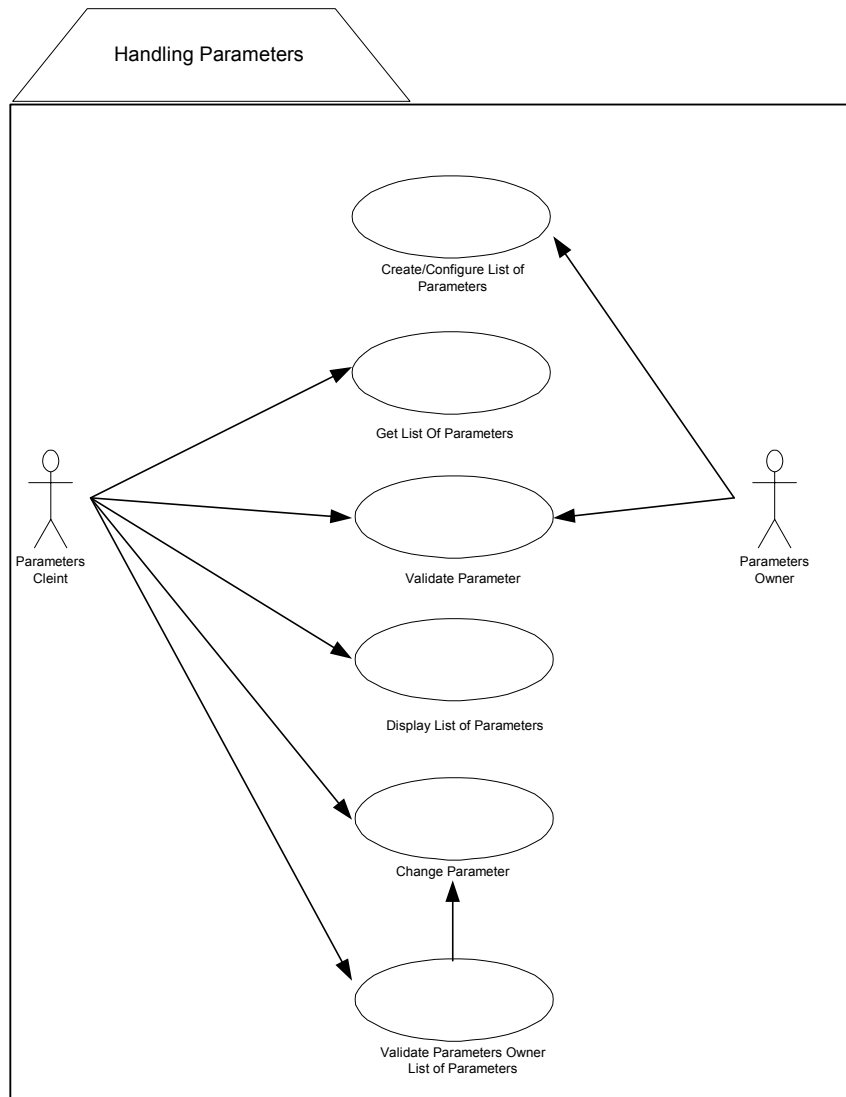 Handling Parameters
Create/Configure List of
Parameters
Get List Of Parameters
Parameters
Cleint
Validate Parameter
Parameters
Owner
Display List of Parameters
Change Parameter
Validate Parameters Owner
List of Parameters